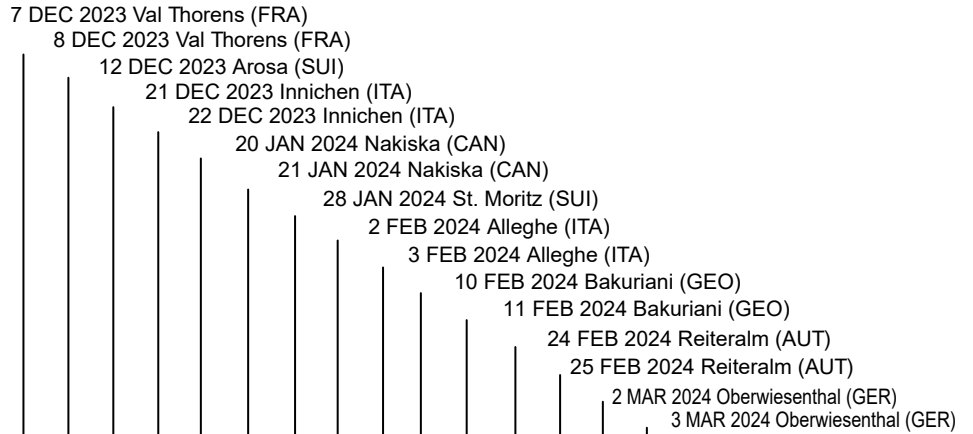 7 DEC 2023 Val Thorens (FRA)
8 DEC 2023 Val Thorens (FRA)
12 DEC 2023 Arosa (SUI)
21 DEC 2023 Innichen (ITA)
22 DEC 2023 Innichen (ITA)
20 JAN 2024 Nakiska (CAN)
21 JAN 2024 Nakiska (CAN)
28 JAN 2024 St. Moritz (SUI)
2 FEB 2024 Alleghe (ITA)
3 FEB 2024 Alleghe (ITA)
10 FEB 2024 Bakuriani (GEO)
11 FEB 2024 Bakuriani (GEO)
24 FEB 2024 Reiteralm (AUT)
25 FEB 2024 Reiteralm (AUT)
2 MAR 2024 Oberwiesenthal (GER)
3 MAR 2024 Oberwiesenthal (GER)